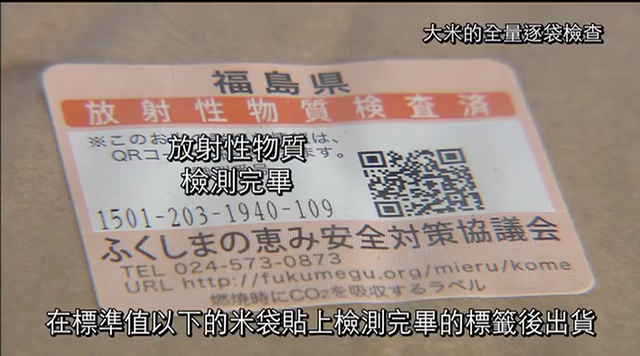 大米的全量逐袋檢查
福島県
放射性物質検査済
※このお
は、
QRコー
ます。
放射性物質
檢測完畢
1501-203-1940-109
ふくしまの恵み安全対策協議会
TEL 024-573-0873
URL http://fukumegu.org/mieru/kome
燃焼時にCO2を吸収するラベル
在標準值以下的米袋貼上檢測完畢的標籤後出貨